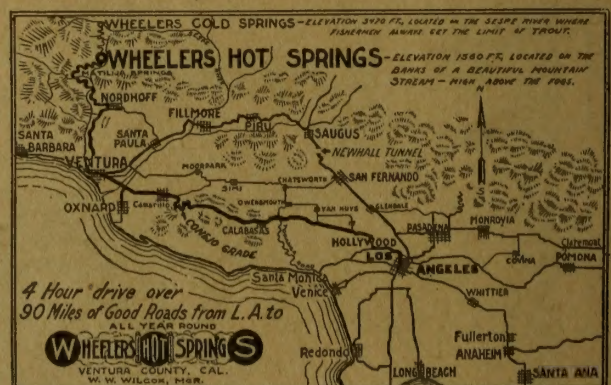 WHEELERS COLD SPRINGS - ELEVATION 3470 FT., LOCATED ON THE SESPE RIVER WHERE
FISHERMEN ALWAYS GET THE LIMIT OF TROUT.
WHEELERS HOT SPRINGS - ELEVATION 1560 FT., LOCATED ON THE
BANKS OF A BEAUTIFUL MOUNTAIN
STREAM - HIGH ABOVE THE FOGS.
SESPE
MATILIJA SPRINGS
N
NORDHOFF
FILLMORE
PIRU
SAUGUS
SANTA
BARBARA
SANTA
PAULA
NEWHALL TUNNEL
VENTURA
MOORPARK
SIMI
CHATSWORTH
SAN FERNANDO
OXNARD
Camarillo
OWENSMOUTH
VAN NUYS
GLENDALE
CONEJO GRADE
CALABASAS
HOLLYWOOD
PASADENA
MONROVIA
Claremont
LOS ANGELES
COVINA
POMONA
Santa Monica
Venice
WHITTIER
4 Hour drive over
90 Miles of Good Roads from L.A. to
ALL YEAR ROUND
WHEELERS HOT SPRINGS
VENTURA COUNTY, CAL.
W. W. WILCOX, MGR.
Redondo
Fullerton
ANAHEIM
LONG BEACH
SANTA ANA